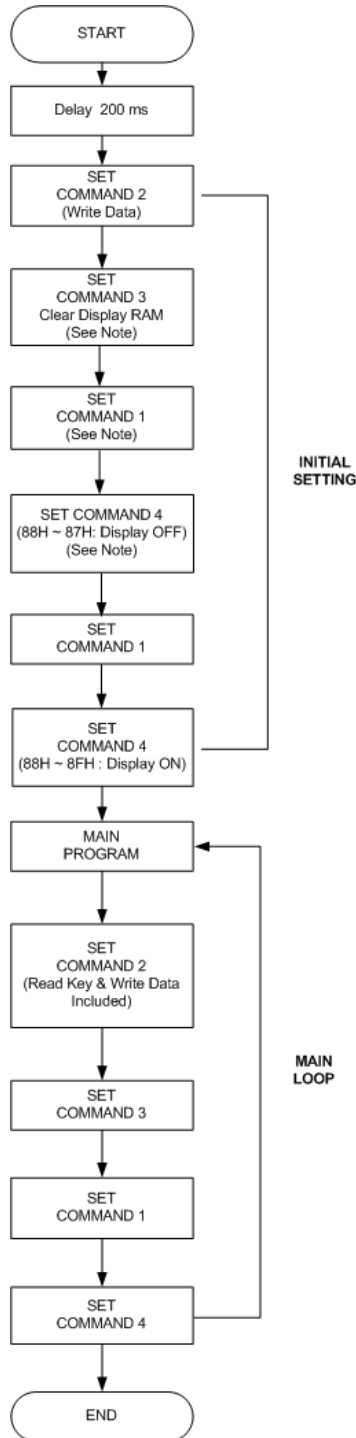 START
Delay 200 ms
SET
COMMAND 2
(Write Data)
SET
COMMAND 3
Clear Display RAM
(See Note)
SET
COMMAND 1
(See Note)
INITIAL
SETTING
SET COMMAND 4
(88H ~ 87H: Display OFF)
(See Note)
SET
COMMAND 1
SET
COMMAND 4
(88H ~ 8FH : Display ON)
MAIN
PROGRAM
SET
COMMAND 2
(Read Key & Write Data
Included)
MAIN
LOOP
SET
COMMAND 3
SET
COMMAND 1
SET
COMMAND 4
END